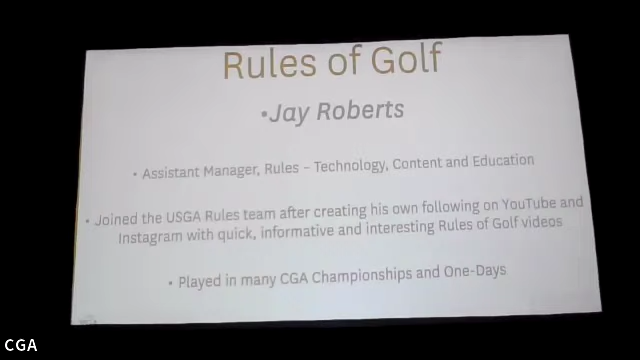 Rules of Golf
•Jay Roberts
• Assistant Manager, Rules – Technology, Content and Education
• Joined the USGA Rules team after creating his own following on YouTube and
Instagram with quick, informative and interesting Rules of Golf videos
• Played in many CGA Championships and One-Days
CGA